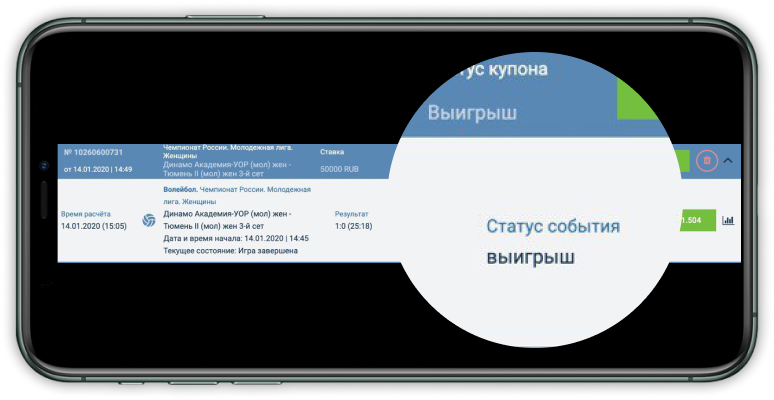 тус купона
Выигрыш
№ 10260600731
от 14.01.2020 | 14:49
Чемпионат России. Молодежная лига.
Женщины
Динамо Академия-УОР (мол) жен -
Тюмень II (мол) жен 3-й сет
Ставка
50000 RUB
Время расчёта
14.01.2020 (15:05)
Волейбол. Чемпионат России. Молодежная
лига. Женщины
Динамо Академия-УОР (мол) жен -
Тюмень II (мол) жен 3-й сет
Дата и время начала: 14.01.2020 | 14:45
Текущее состояние: Игра завершена
Результат
1:0 (25:18)
Статус события
выигрыш
1.504